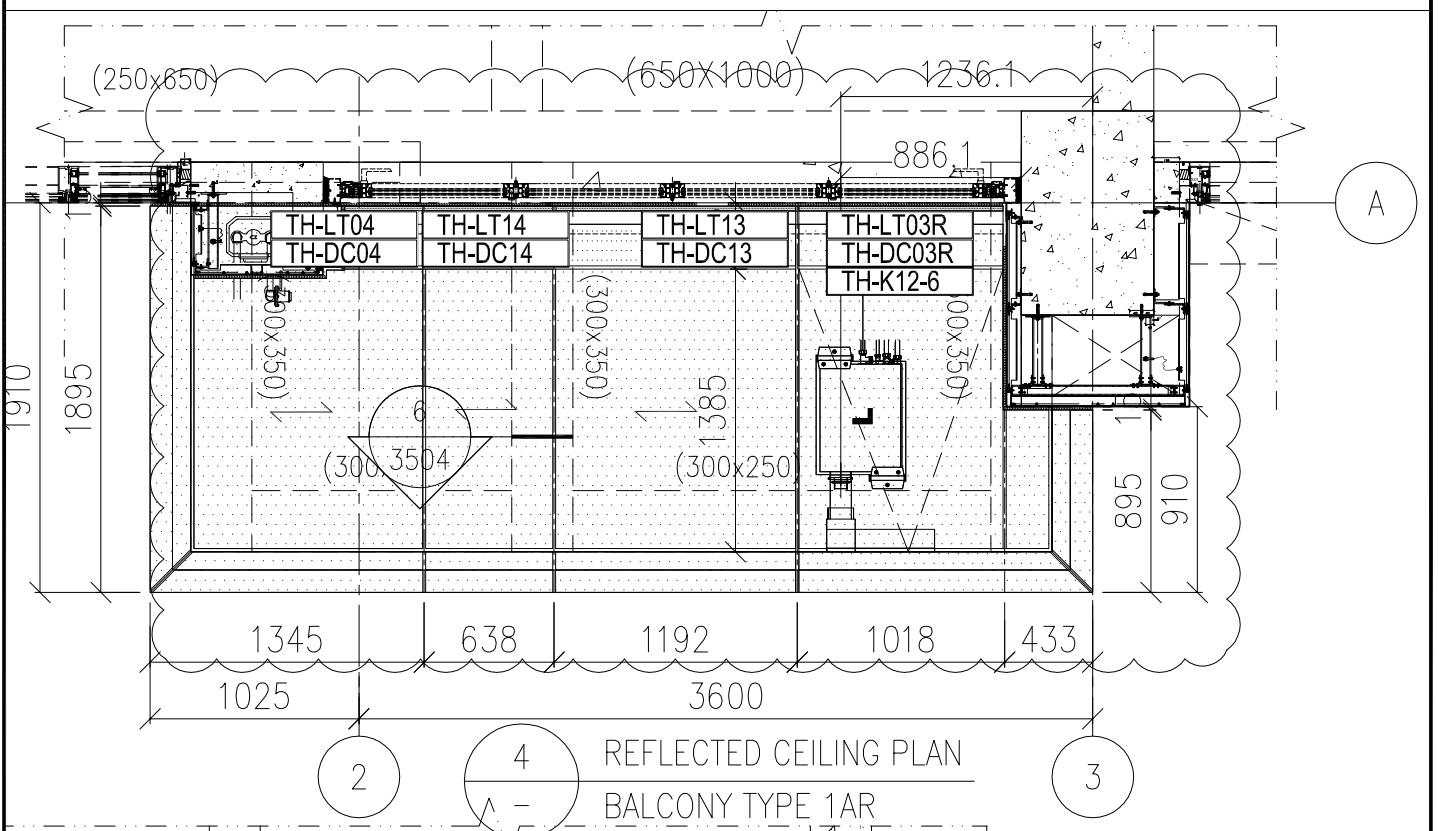 (250x650)
(650X1000)
1236.1
886.1
A
TH-LT04
TH-LT14
TH-LT13
TH-LT03R
TH-DC04
TH-DC14
TH-DC13
TH-DC03R
TH-K12-6
(300x350)
1910
1895
1385
6
3504
(300x250)
895
910
1345
638
1192
1018
433
1025
3600
2
4
REFLECTED CEILING PLAN
3
-
BALCONY TYPE 1AR